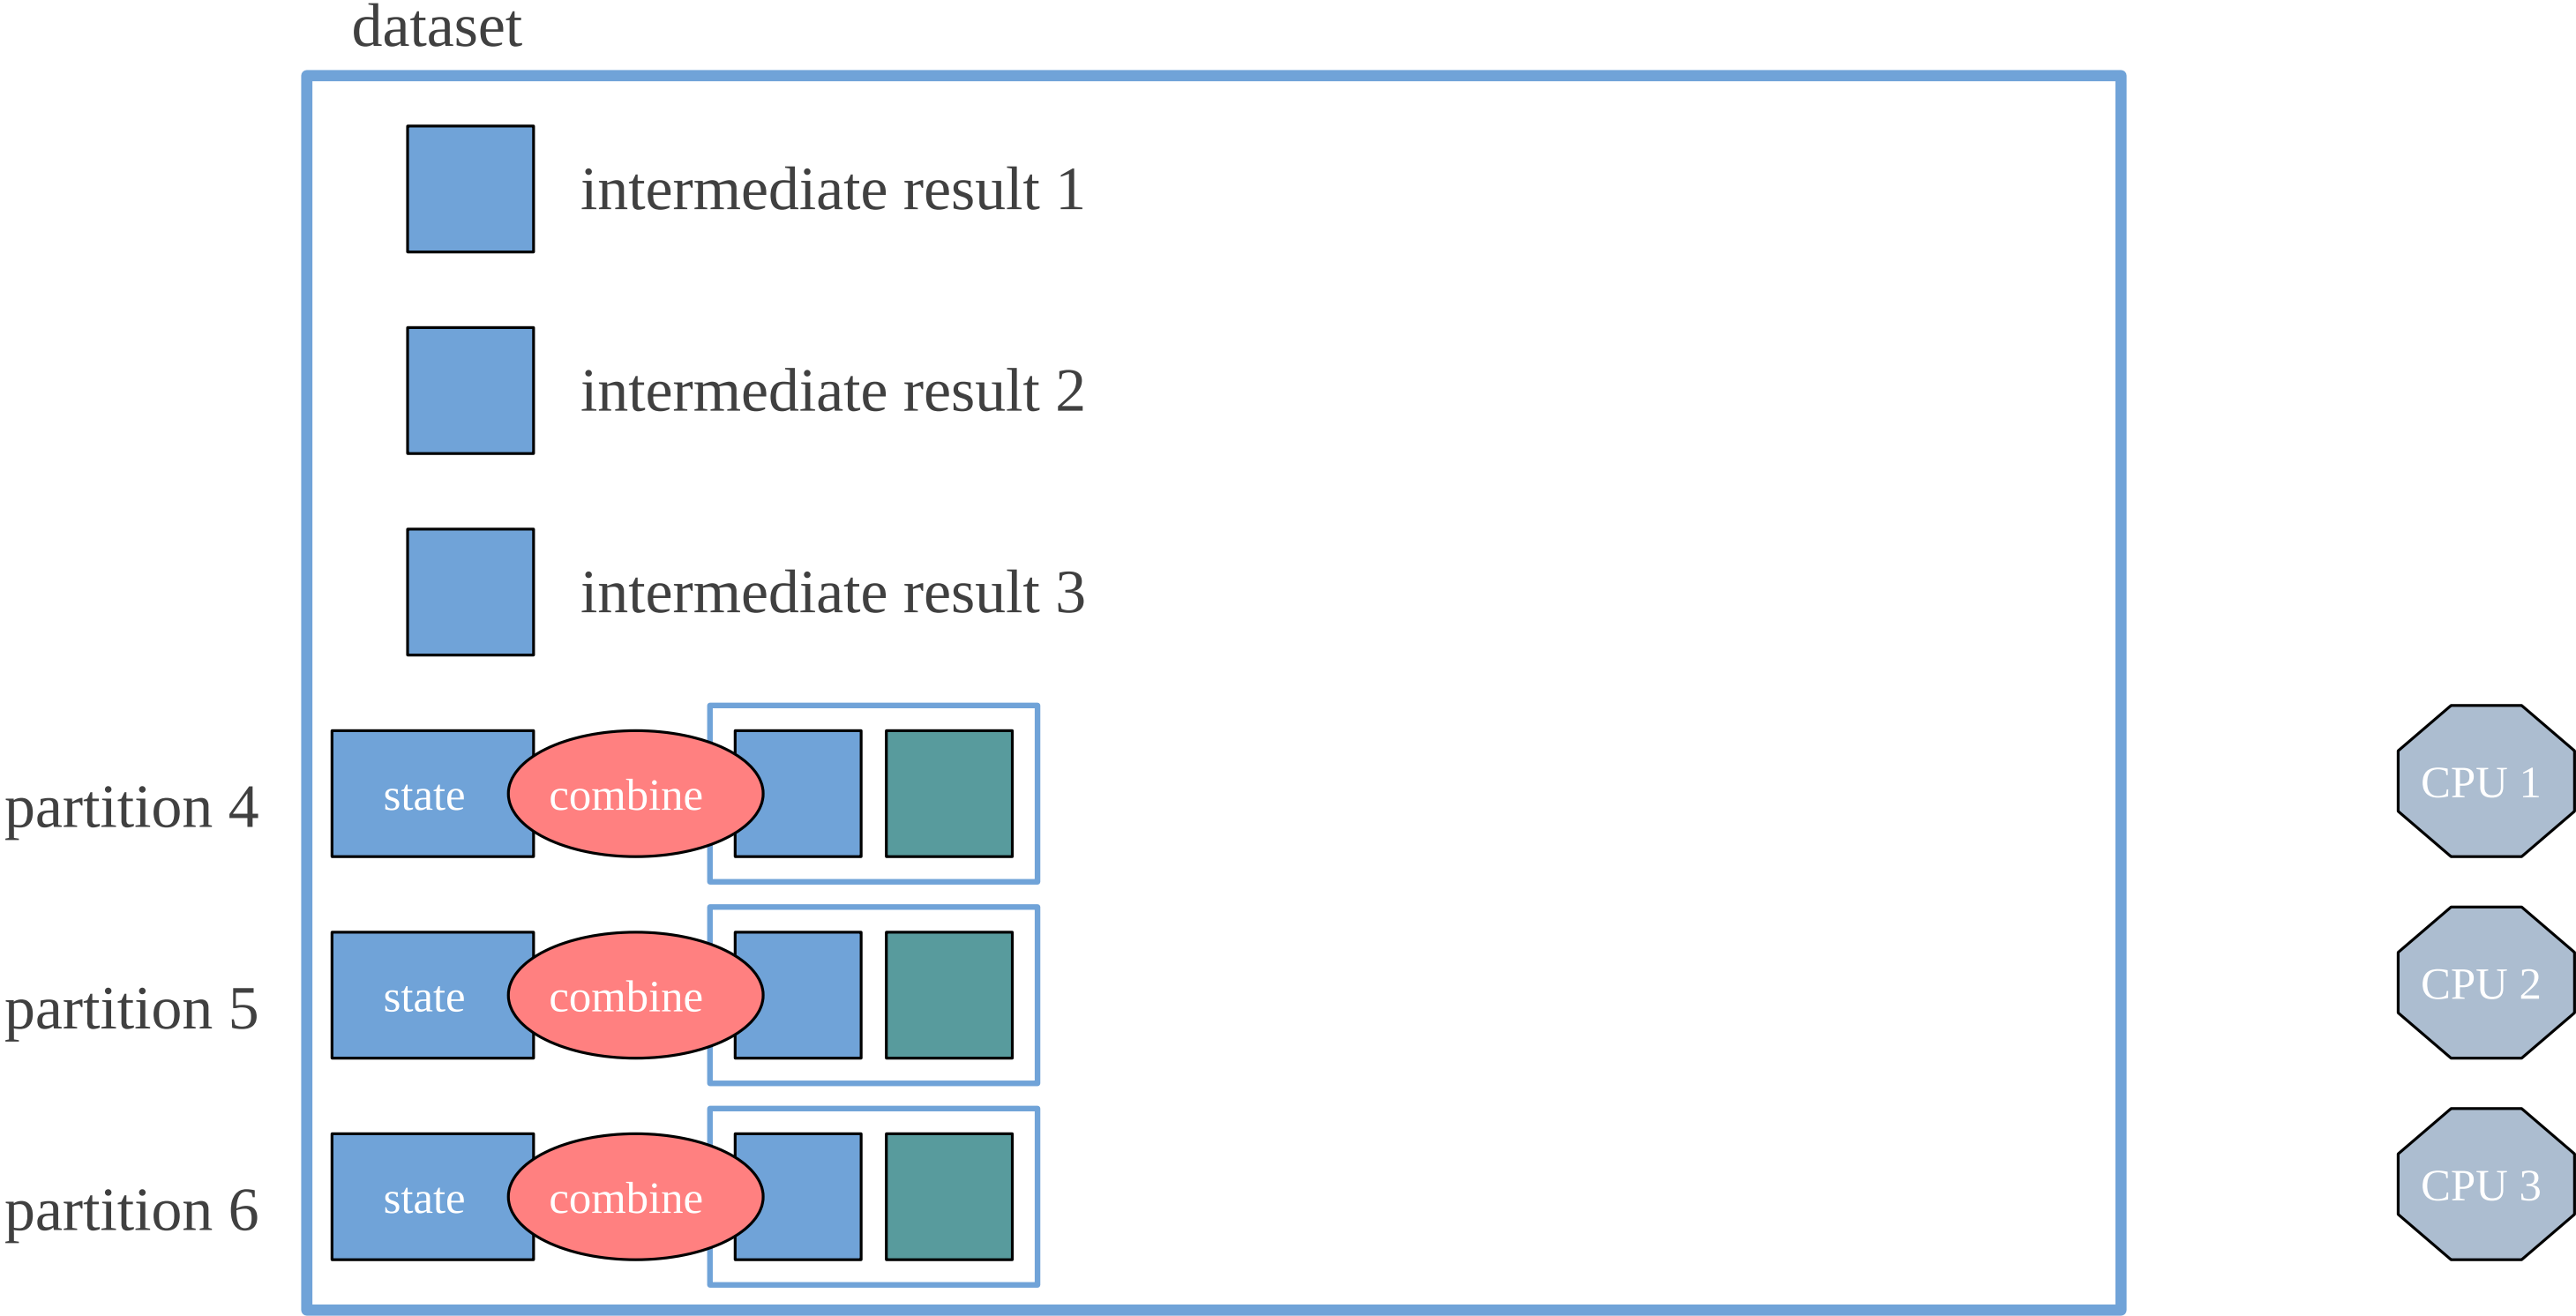 dataset
intermediate result 1
intermediate result 2
intermediate result 3
partition 4 state combine CPU 1
partition 5 state combine CPU 2
partition 6 state combine CPU 3